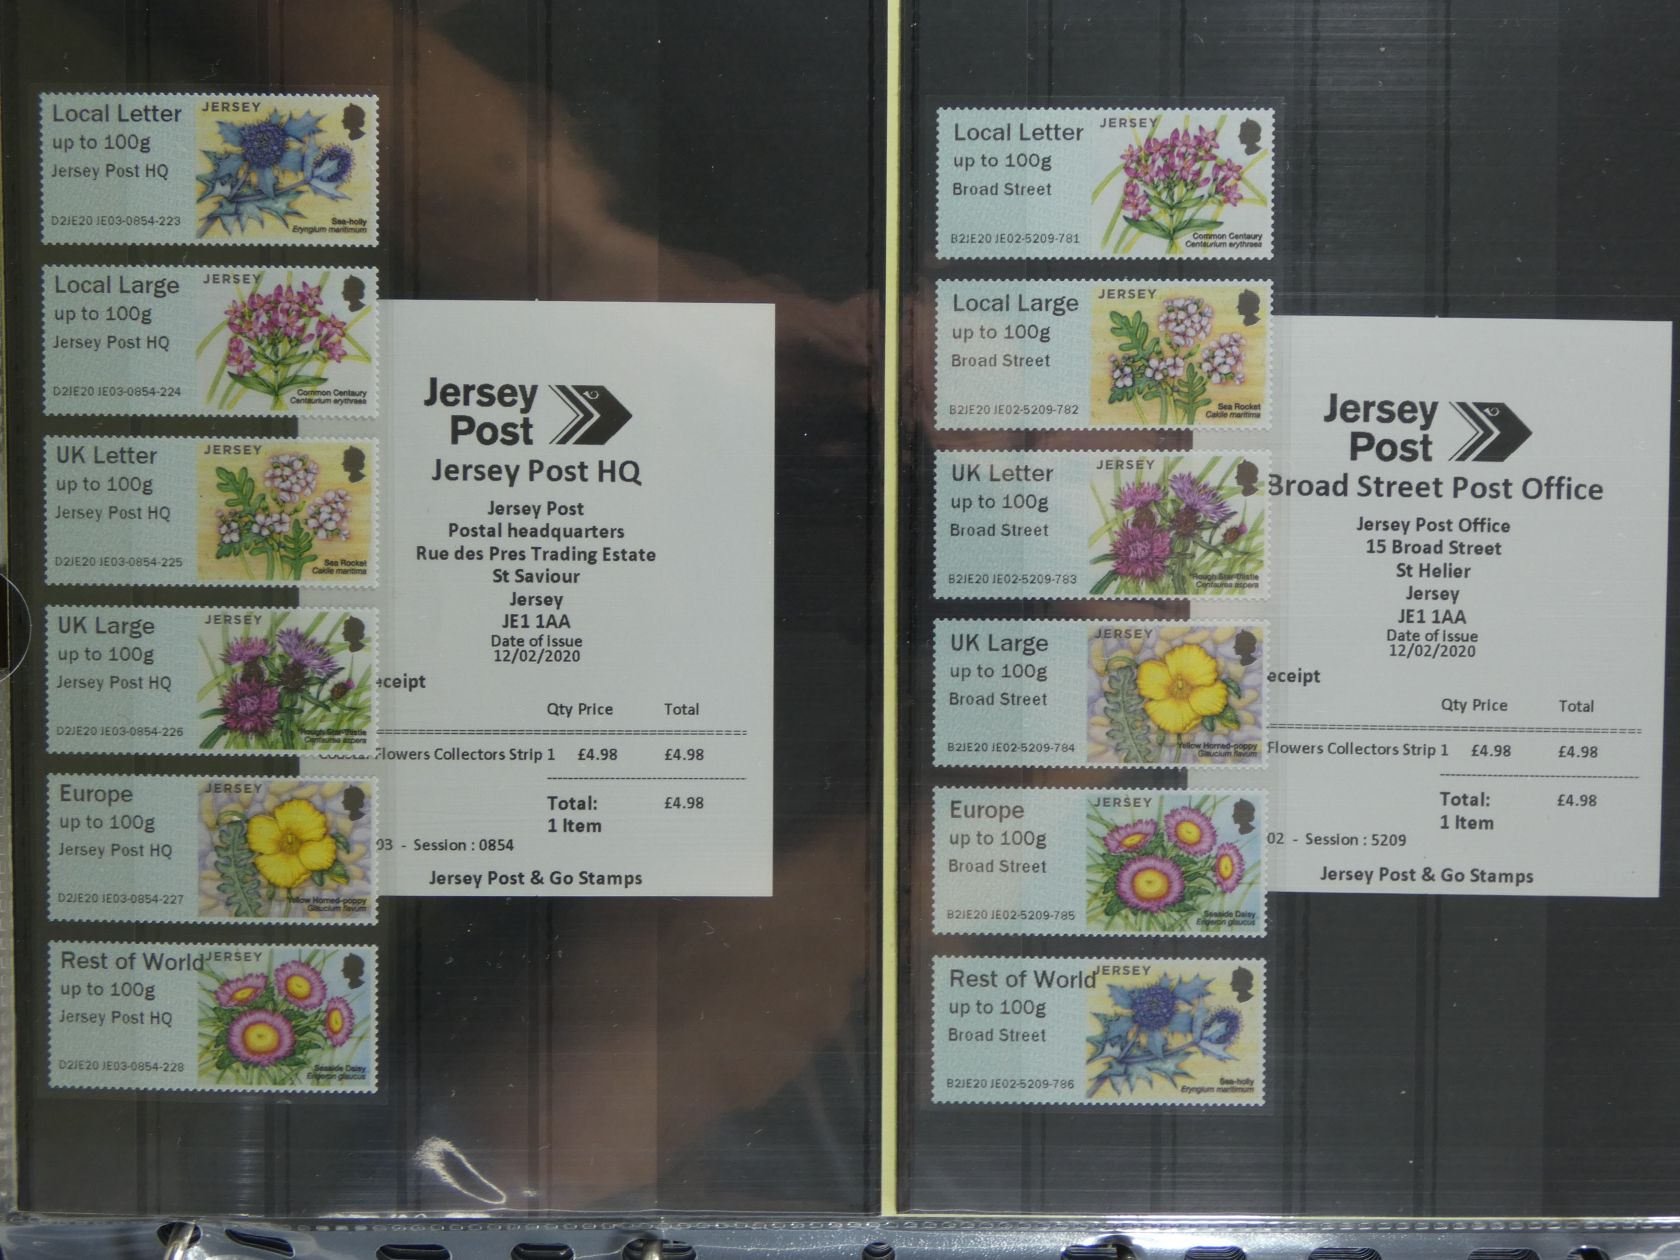 Local Letter
up to 100g
Jersey Post HQ
D2JE20 JE03-0854-223
JERSEY
Sea-holly
Eryngium maritimum
Local Large
up to 100g
Jersey Post HQ
D2JE20 JE03-0854-224
JERSEY
Common Centaury
Centaurium erythraea
UK Letter
up to 100g
Jersey Post HQ
D2JE20 JE03-0854-225
JERSEY
Sea Rocket
Cakile maritima
UK Large
up to 100g
Jersey Post HQ
D2JE20 JE03-0854-226
JERSEY
Rough Star-thistle
Centaurea aspera
Europe
up to 100g
Jersey Post HQ
D2JE20 JE03-0854-227
JERSEY
Yellow Horned-poppy
Glaucium flavum
Rest of World
up to 100g
Jersey Post HQ
D2JE20 JE03-0854-228
JERSEY
Seaside Daisy
Erigeron glaucus
Jersey
Post
Jersey Post HQ
Jersey Post
Postal headquarters
Rue des Pres Trading Estate
St Saviour
Jersey
JE1 1AA
Date of issue
12/02/2020
eceipt
Qty Price Total
Coastal Flowers Collectors Strip 1 £4.98 £4.98
Total: £4.98
1 Item
03 - Session : 0854
Jersey Post & Go Stamps
Local Letter
up to 100g
Broad Street
B2JE20 JE02-5209-781
JERSEY
Common Centaury
Centaurium erythraea
Local Large
up to 100g
Broad Street
B2JE20 JE02-5209-782
JERSEY
Sea Rocket
Cakile maritima
UK Letter
up to 100g
Broad Street
B2JE20 JE02-5209-783
JERSEY
Rough Star-thistle
Centaurea aspera
UK Large
up to 100g
Broad Street
B2JE20 JE02-5209-784
JERSEY
Yellow Horned-poppy
Glaucium flavum
Europe
up to 100g
Broad Street
B2JE20 JE02-5209-785
JERSEY
Seaside Daisy
Erigeron glaucus
Rest of World
up to 100g
Broad Street
B2JE20 JE02-5209-786
JERSEY
Sea-holly
Eryngium maritimum
Jersey
Post
Broad Street Post Office
Jersey Post Office
15 Broad Street
St Helier
Jersey
JE1 1AA
Date of issue
12/02/2020
eceipt
Qty Price Total
Flowers Collectors Strip 1 £4.98 £4.98
Total: £4.98
1 Item
02 - Session : 5209
Jersey Post & Go Stamps